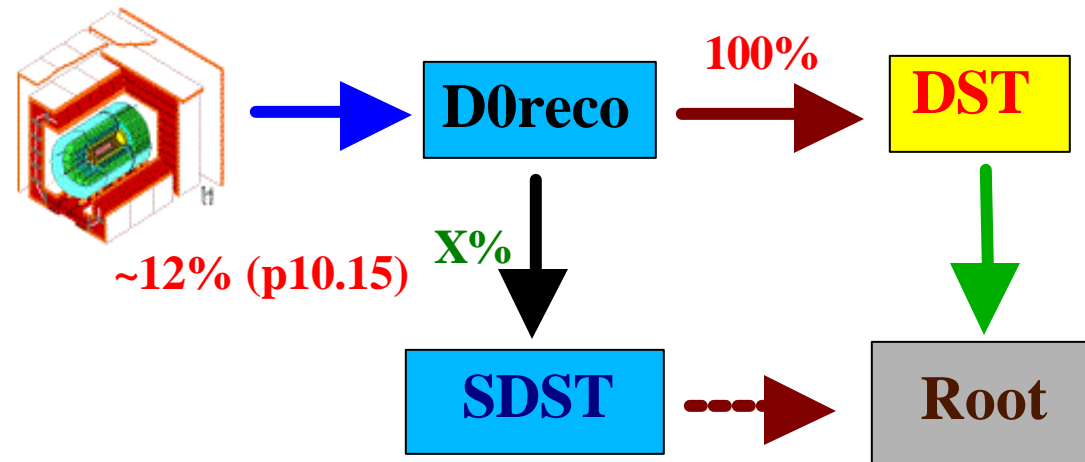 100%
D0reco
DST
X%
~12% (p10.15)
SDST
Root